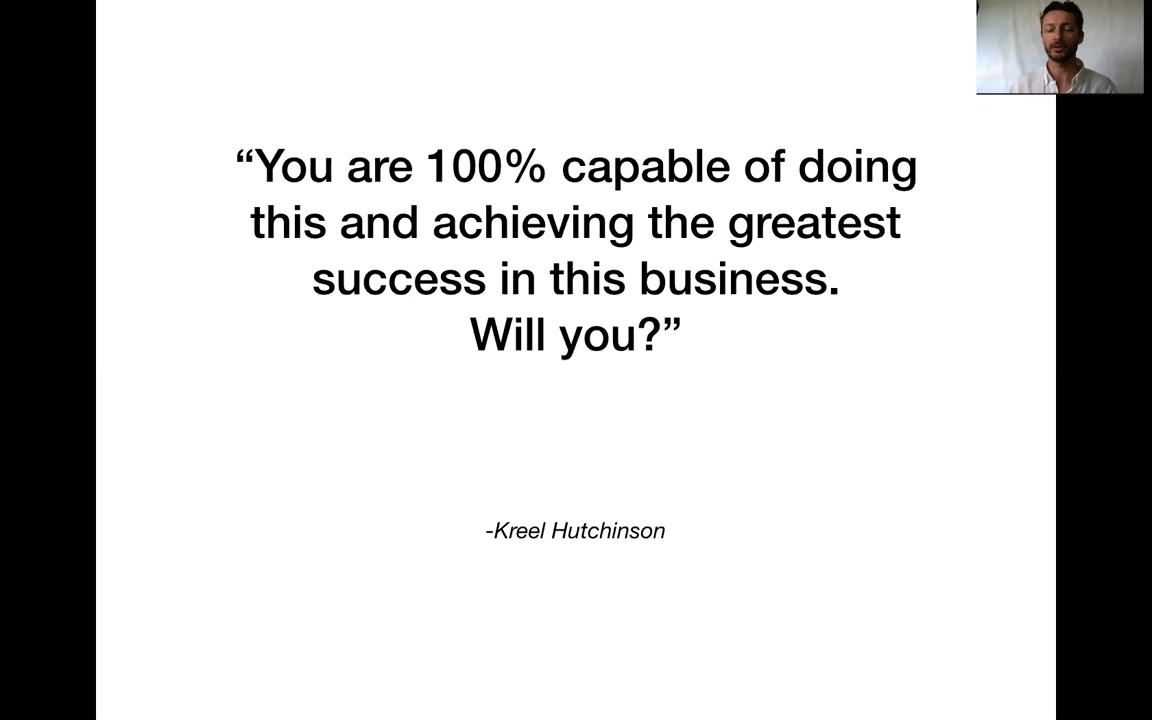 “You are 100% capable of doing
this and achieving the greatest
success in this business.
Will you?”
-Kreel Hutchinson